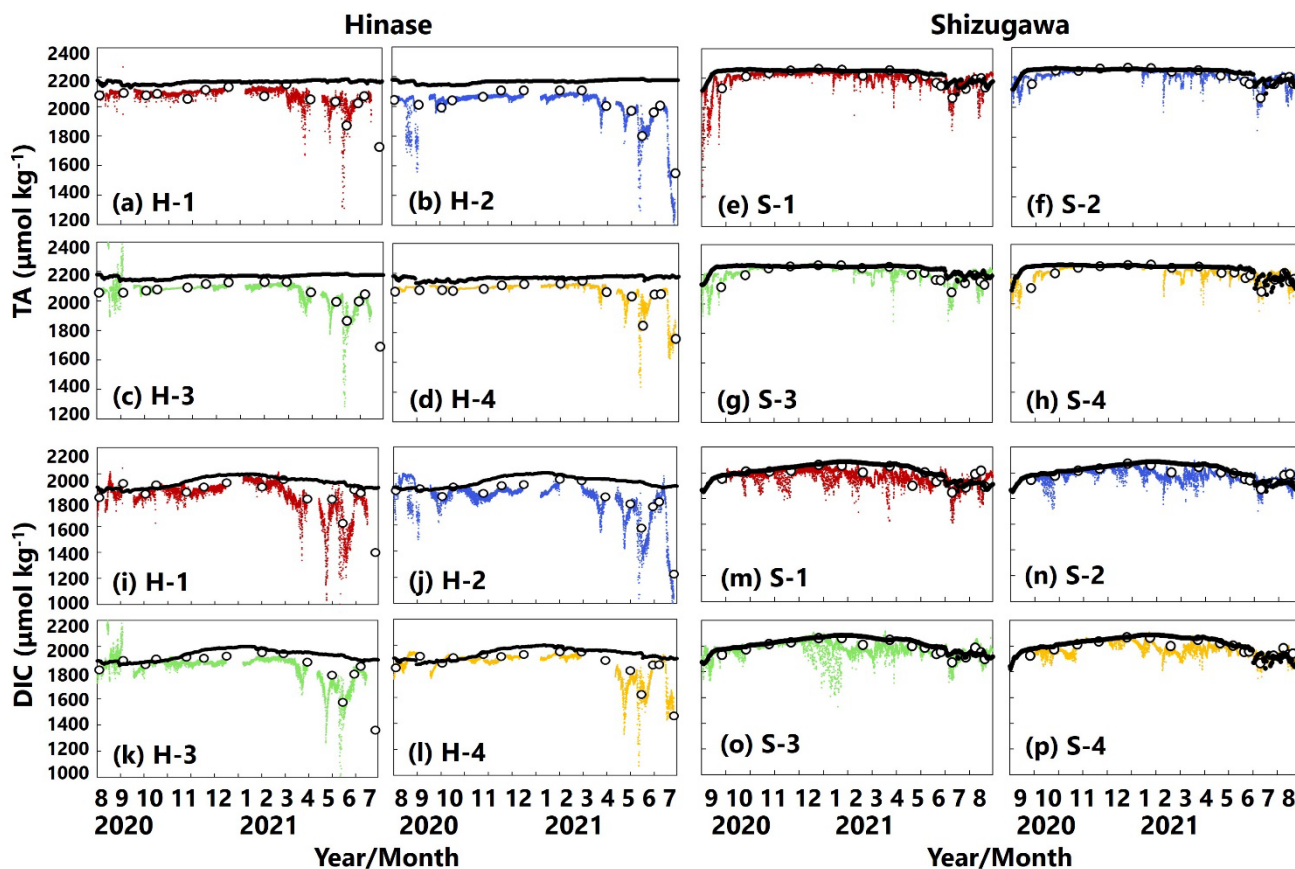 Hinase Shizugawa
2400
2200
2000
1800
1600
1400
1200
(a) H-1 (b) H-2 (e) S-1 (f) S-2
2400
2200
2000
1800
1600
1400
1200
(c) H-3 (d) H-4 (g) S-3 (h) S-4
TA (μmol kg⁻¹)
2200
2000
1800
1600
1400
1200
1000
(i) H-1 (j) H-2 (m) S-1 (n) S-2
2200
2000
1800
1600
1400
1200
1000
(k) H-3 (l) H-4 (o) S-3 (p) S-4
DIC (μmol kg⁻¹)
8 9 10 11 12 1 2 3 4 5 6 7 8 9 10 11 12 1 2 3 4 5 6 7 9 10 11 12 1 2 3 4 5 6 7 8 9 10 11 12 1 2 3 4 5 6 7 8
2020 2021 2020 2021 2020 2021 2020 2021
Year/Month Year/Month